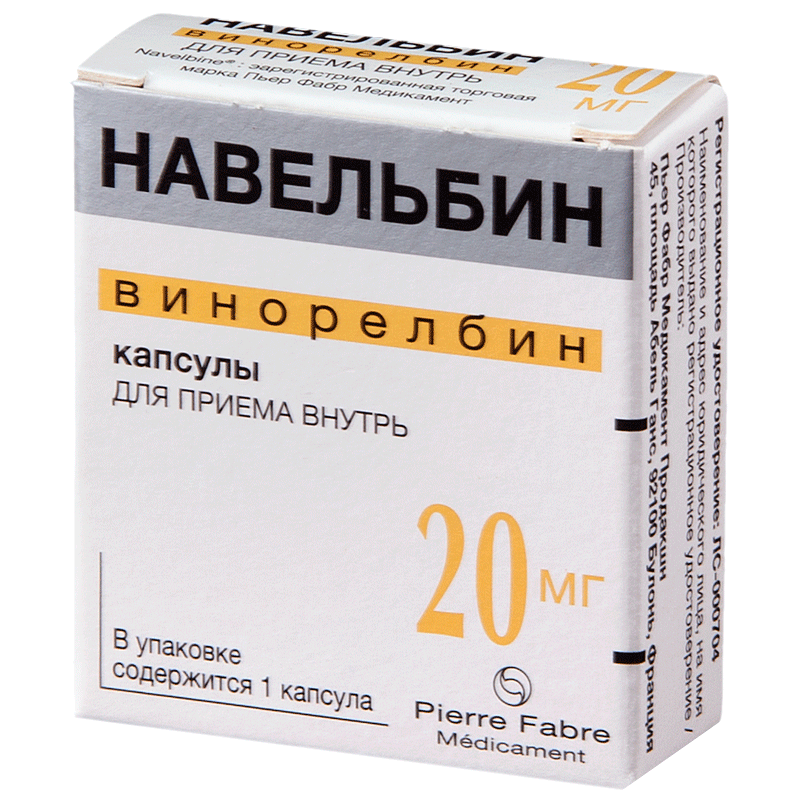 НАВЕЛЬБИН
винорелбин
ДЛЯ ПРИЕМА ВНУТРЬ
Navelbine® : зарегистрированная торговая
марка Пьер Фабр Медикамент
20
МГ
НАВЕЛЬБИН
винорелбин
капсулы
ДЛЯ ПРИЕМА ВНУТРЬ
20 мг
В упаковке
содержится 1 капсула
Pierre Fabre
Médicament
Регистрационное удостоверение: ЛС-000704
Наименование и адрес юридического лица, на имя
которого выдано регистрационное удостоверение /
Производитель:
Пьер Фабр Медикамент Продакшн
45, площадь Абель Ганс, 92100 Булонь, Франция